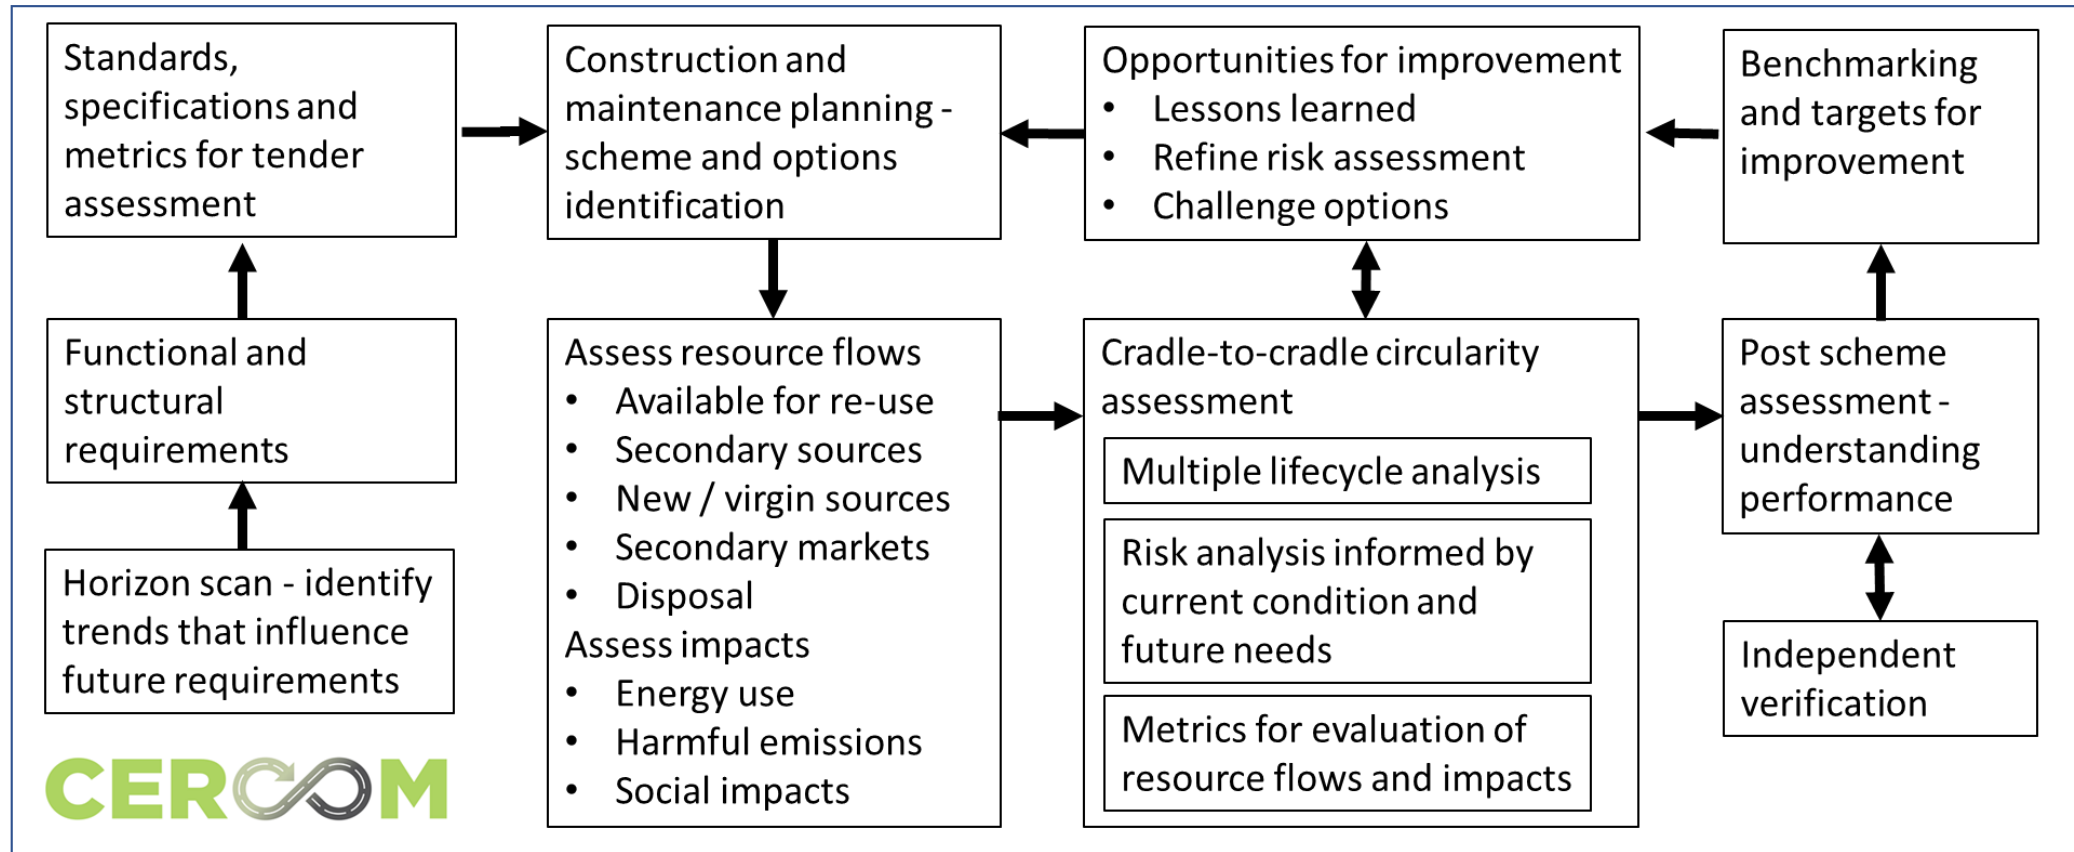 Standards,
specifications and
metrics for tender
assessment
Functional and
structural
requirements
Horizon scan - identify
trends that influence
future requirements
CERCOM
Construction and
maintenance planning -
scheme and options
identification
Assess resource flows
• Available for re-use
• Secondary sources
• New / virgin sources
• Secondary markets
• Disposal
Assess impacts
• Energy use
• Harmful emissions
• Social impacts
Opportunities for improvement
• Lessons learned
• Refine risk assessment
• Challenge options
Cradle-to-cradle circularity
assessment
Multiple lifecycle analysis
Risk analysis informed by
current condition and
future needs
Metrics for evaluation of
resource flows and impacts
Benchmarking
and targets for
improvement
Post scheme
assessment -
understanding
performance
Independent
verification